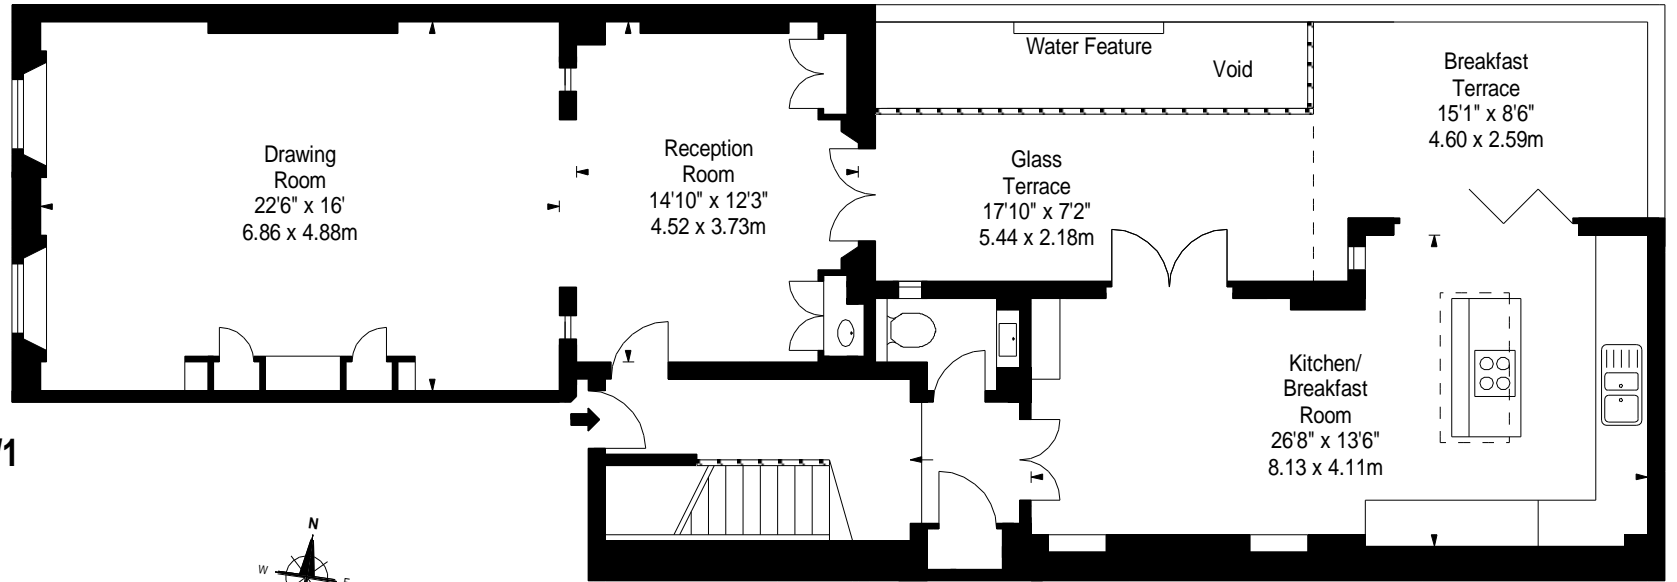 Drawing
Room
22'6" x 16'
6.86 x 4.88m
Reception
Room
14'10" x 12'3"
4.52 x 3.73m
Water Feature
Void
Glass
Terrace
17'10" x 7'2"
5.44 x 2.18m
Breakfast
Terrace
15'1" x 8'6"
4.60 x 2.59m
Kitchen/
Breakfast
Room
26'8" x 13'6"
8.13 x 4.11m
/1
N
W
E